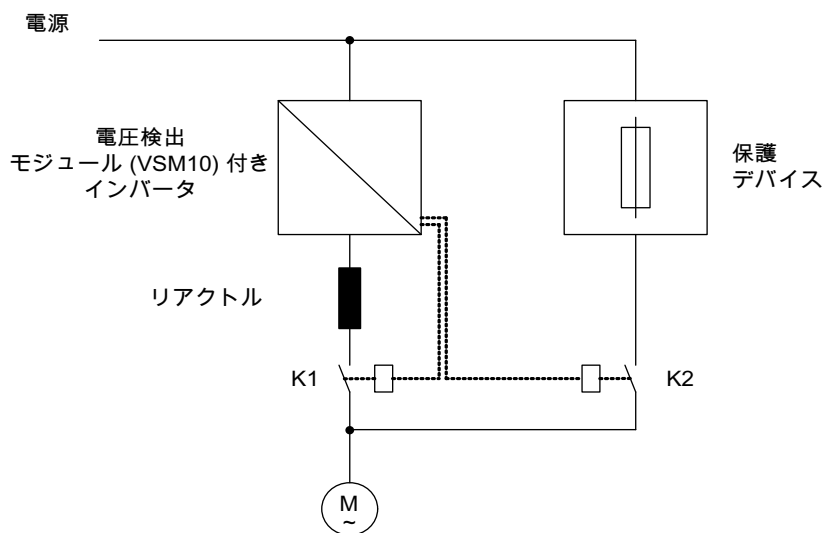 電源
電圧検出
モジュール (VSM10) 付き
インバータ
保護
デバイス
リアクトル
K1
K2
M
~